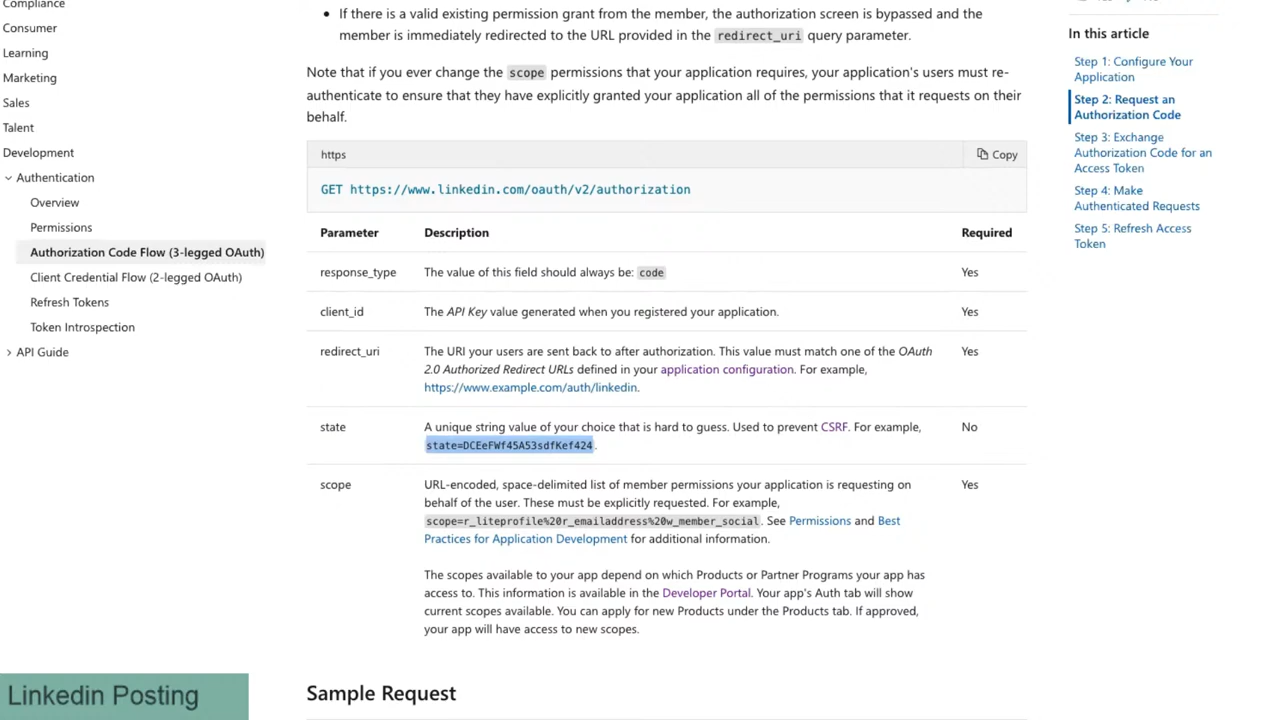 Compliance
Consumer
Learning
Marketing
Sales
Talent
Development
Authentication
Overview
Permissions
Authorization Code Flow (3-legged OAuth)
Client Credential Flow (2-legged OAuth)
Refresh Tokens
Token Introspection
API Guide
Linkedin Posting
If there is a valid existing permission grant from the member, the authorization screen is bypassed and the
member is immediately redirected to the URL provided in the redirect_uri query parameter.
Note that if you ever change the scope permissions that your application requires, your application's users must re-
authenticate to ensure that they have explicitly granted your application all of the permissions that it requests on their
behalf.
https
Copy
GET https://www.linkedin.com/oauth/v2/authorization
Parameter Description Required
response_type The value of this field should always be: code Yes
client_id The API Key value generated when you registered your application. Yes
redirect_uri The URI your users are sent back to after authorization. This value must match one of the OAuth Yes
2.0 Authorized Redirect URLs defined in your application configuration. For example,
https://www.example.com/auth/linkedin.
state A unique string value of your choice that is hard to guess. Used to prevent CSRF. For example, No
state=DCEeFWf45A53sdfKef424.
scope URL-encoded, space-delimited list of member permissions your application is requesting on Yes
behalf of the user. These must be explicitly requested. For example,
scope=r_liteprofile%20r_emailaddress%20w_member_social. See Permissions and Best
Practices for Application Development for additional information.
The scopes available to your app depend on which Products or Partner Programs your app has
access to. This information is available in the Developer Portal. Your app's Auth tab will show
current scopes available. You can apply for new Products under the Products tab. If approved,
your app will have access to new scopes.
Sample Request
In this article
Step 1: Configure Your
Application
Step 2: Request an
Authorization Code
Step 3: Exchange
Authorization Code for an
Access Token
Step 4: Make
Authenticated Requests
Step 5: Refresh Access
Token